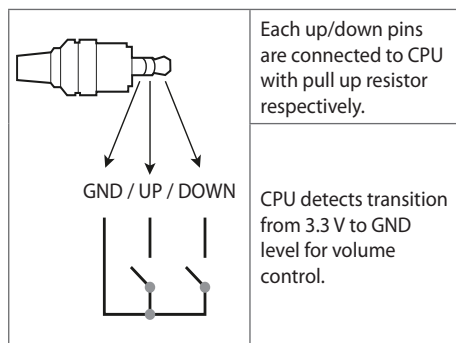 Each up/down pins
are connected to CPU
with pull up resistor
respectively.
GND / UP / DOWN
CPU detects transition
from 3.3 V to GND
level for volume
control.